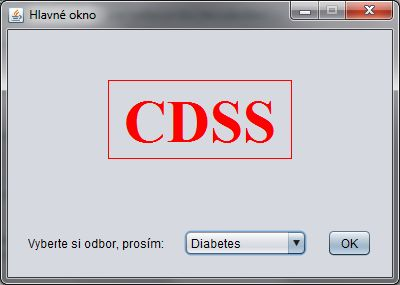 Hlavné okno
CDSS
Vyberte si odbor, prosím: Diabetes OK